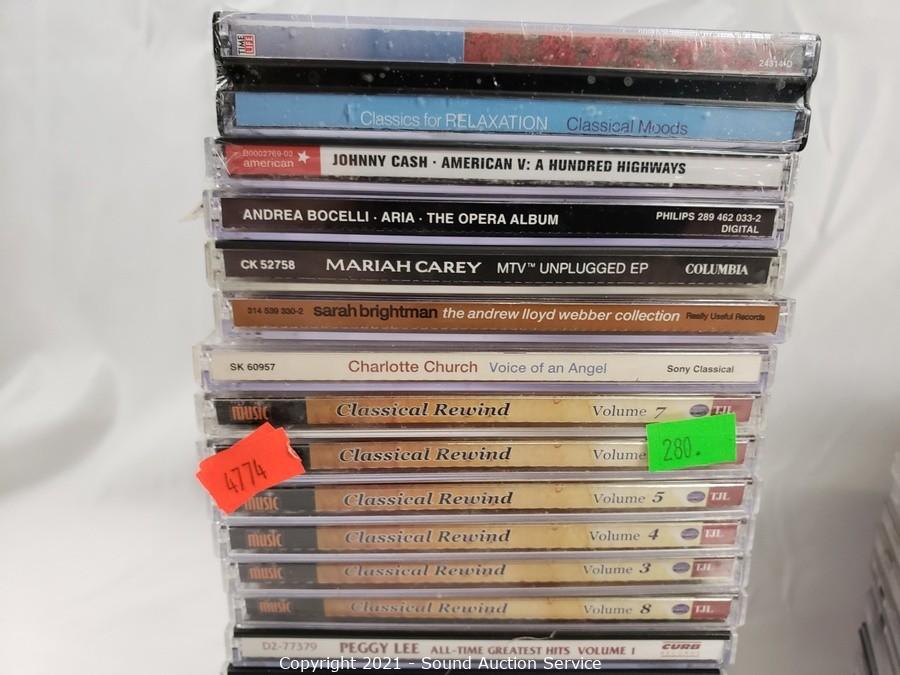 TIME LIFE
24314-D
Classics for RELAXATION Classical Moods
B0002769-02
american
JOHNNY CASH · AMERICAN V: A HUNDRED HIGHWAYS
ANDREA BOCELLI · ARIA · THE OPERA ALBUM PHILIPS 289 462 033-2
DIGITAL
CK 52758 MARIAH CAREY MTV™ UNPLUGGED EP COLUMBIA
314 539 330-2 sarah brightman the andrew lloyd webber collection Really Useful Records
SK 60957 Charlotte Church Voice of an Angel Sony Classical
music Classical Rewind Volume 7 TJL
Classical Rewind Volume
280.
4774
music Classical Rewind Volume 5 TJL
music Classical Rewind Volume 4 TJL
music Classical Rewind Volume 3 TJL
music Classical Rewind Volume 8 TJL
D2-77379 PEGGY LEE ALL-TIME GREATEST HITS VOLUME 1 CURB
RECORDS
Copyright 2021 - Sound Auction Service